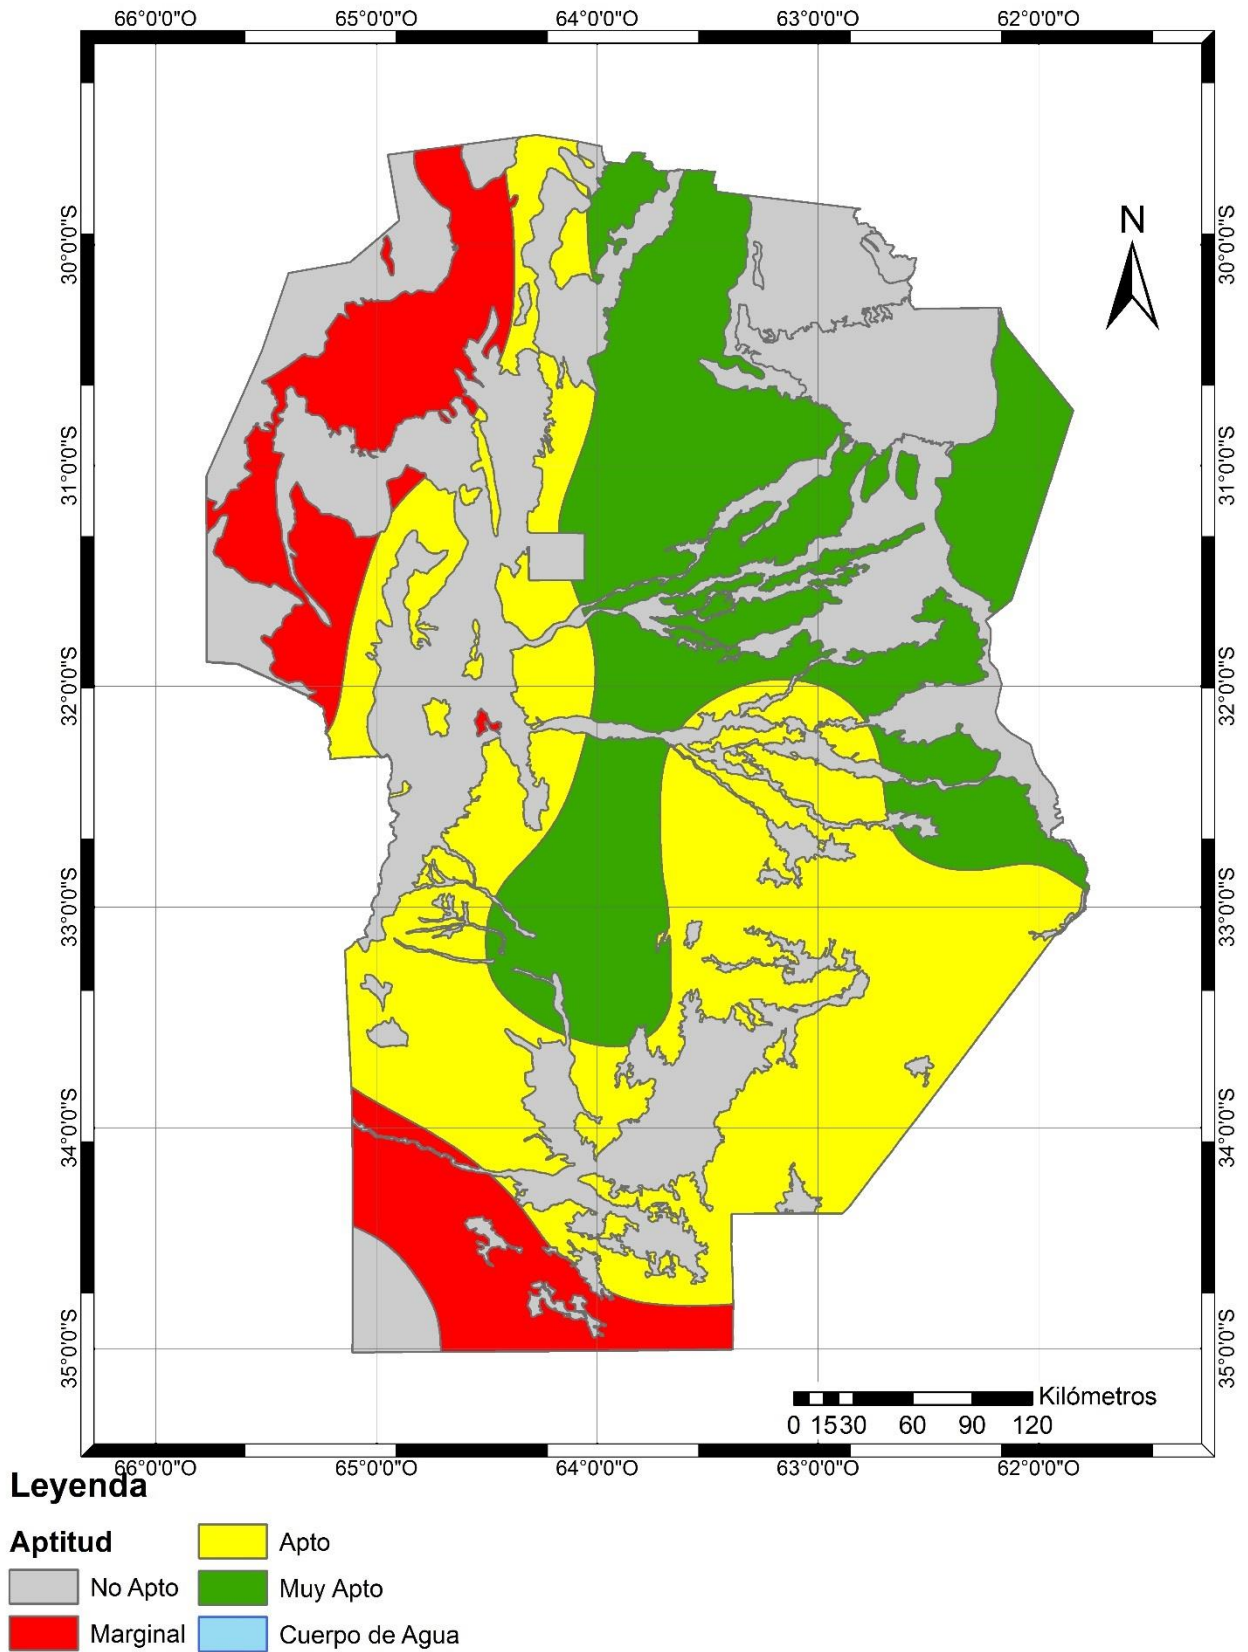 66°0'0"O 65°0'0"O 64°0'0"O 63°0'0"O 62°0'0"O
N
30°0'0"S 30°0'0"S
31°0'0"S 31°0'0"S
32°0'0"S 32°0'0"S
33°0'0"S 33°0'0"S
34°0'0"S 34°0'0"S
35°0'0"S 35°0'0"S
Kilómetros
0 15 30 60 90 120
66°0'0"O 65°0'0"O 64°0'0"O 63°0'0"O 62°0'0"O
Leyenda
Aptitud
No Apto
Marginal
Apto
Muy Apto
Cuerpo de Agua